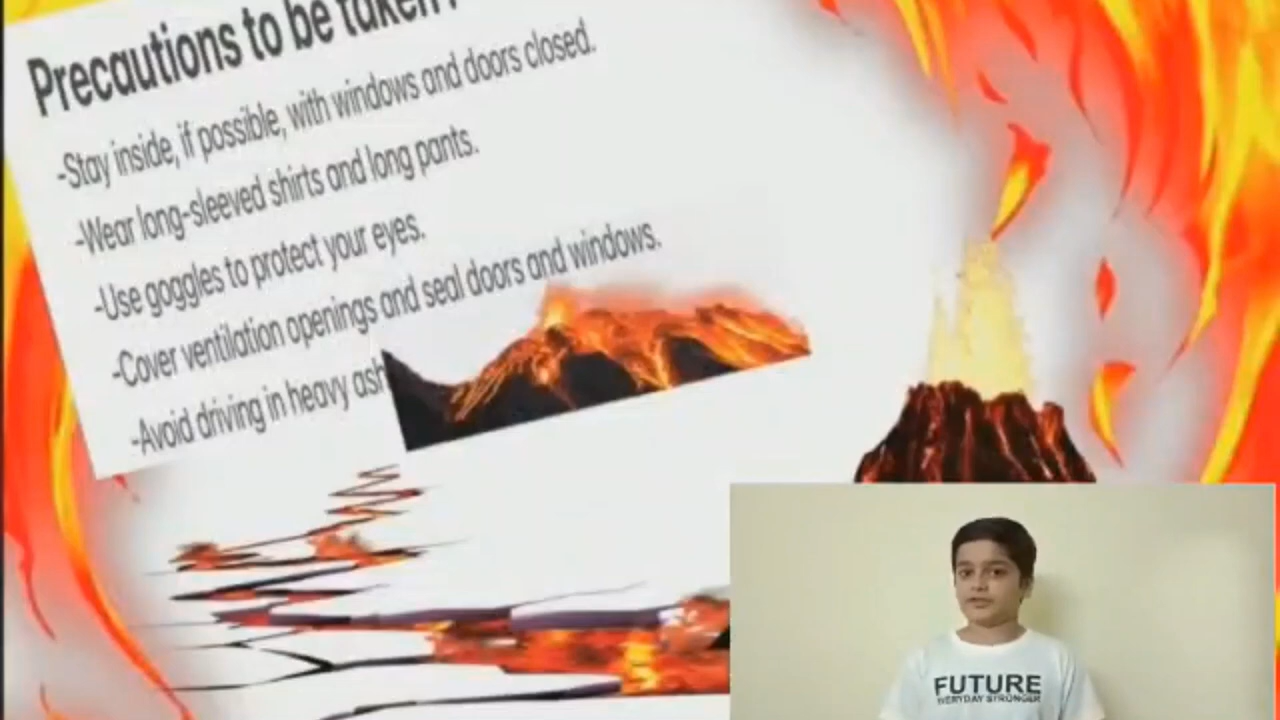 Precautions to be taken
-Stay inside, if possible, with windows and doors closed.
-Wear long-sleeved shirts and long pants.
-Use goggles to protect your eyes.
-Cover ventilation openings and seal doors and windows.
-Avoid driving in heavy ash
FUTURE
EVERYDAY STRONGER